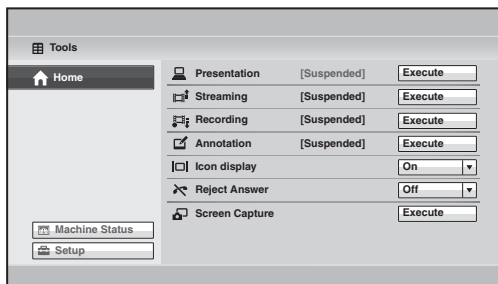 Tools
Home
Presentation [Suspended] Execute
Streaming [Suspended] Execute
Recording [Suspended] Execute
Annotation [Suspended] Execute
Icon display On
Reject Answer Off
Screen Capture Execute
Machine Status
Setup